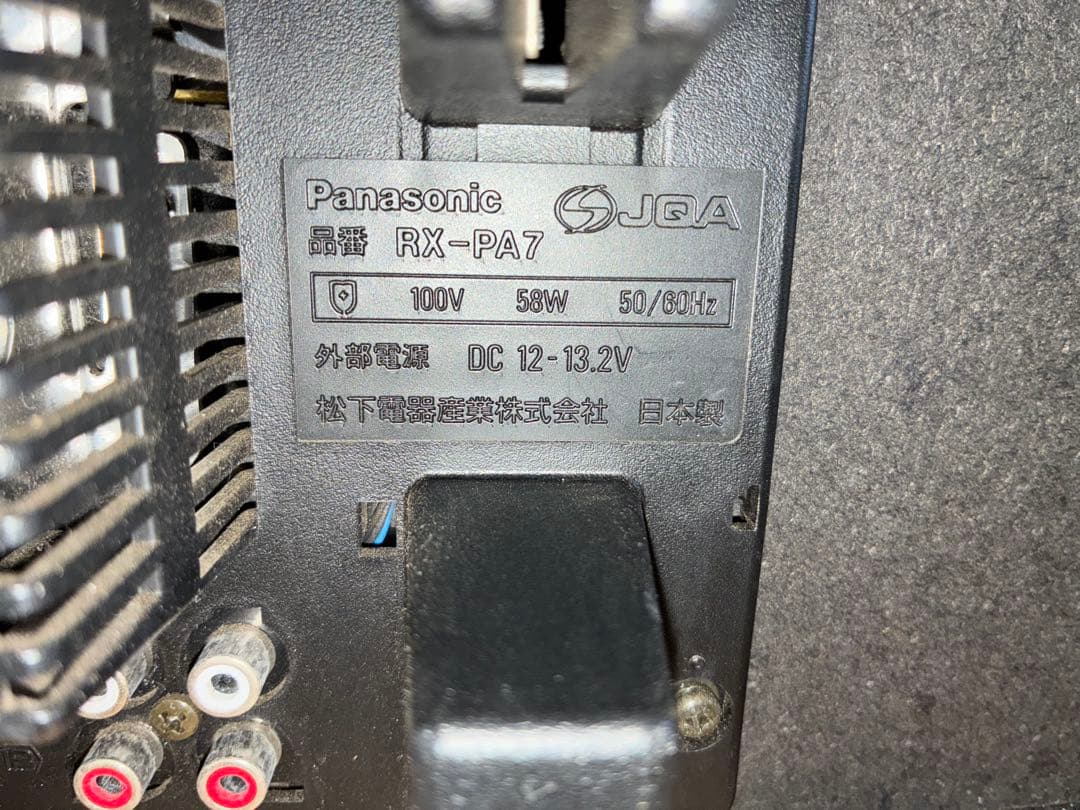 Panasonic JQA
品番 RX-PA7
100V 58W 50/60Hz
外部電源 DC 12-13.2V
松下電器産業株式会社 日本製